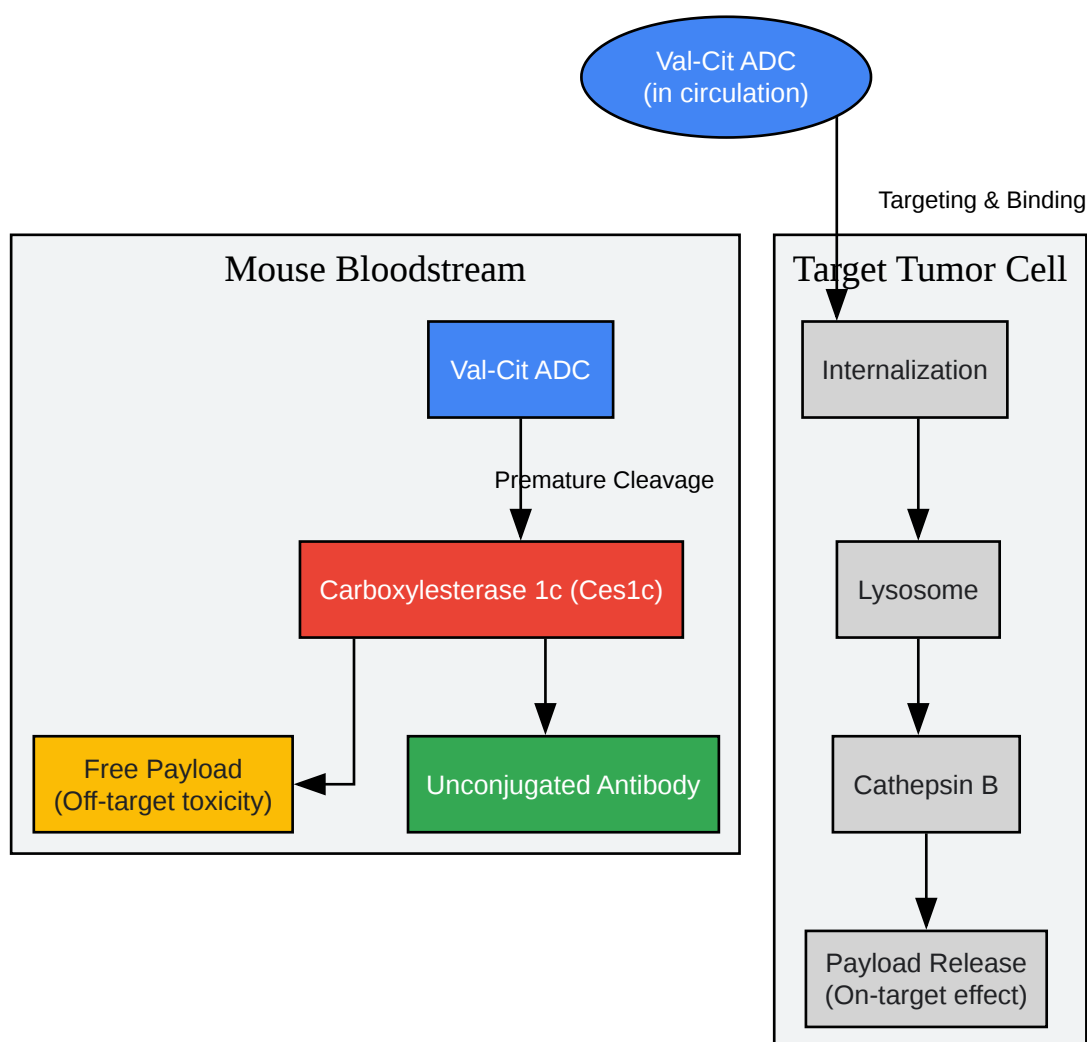 Val-Cit ADC
(in circulation)
Targeting & Binding
Mouse Bloodstream
Val-Cit ADC
Premature Cleavage
Carboxylesterase 1c (Ces1c)
Free Payload
(Off-target toxicity)
Unconjugated Antibody
Target Tumor Cell
Internalization
Lysosome
Cathepsin B
Payload Release
(On-target effect)